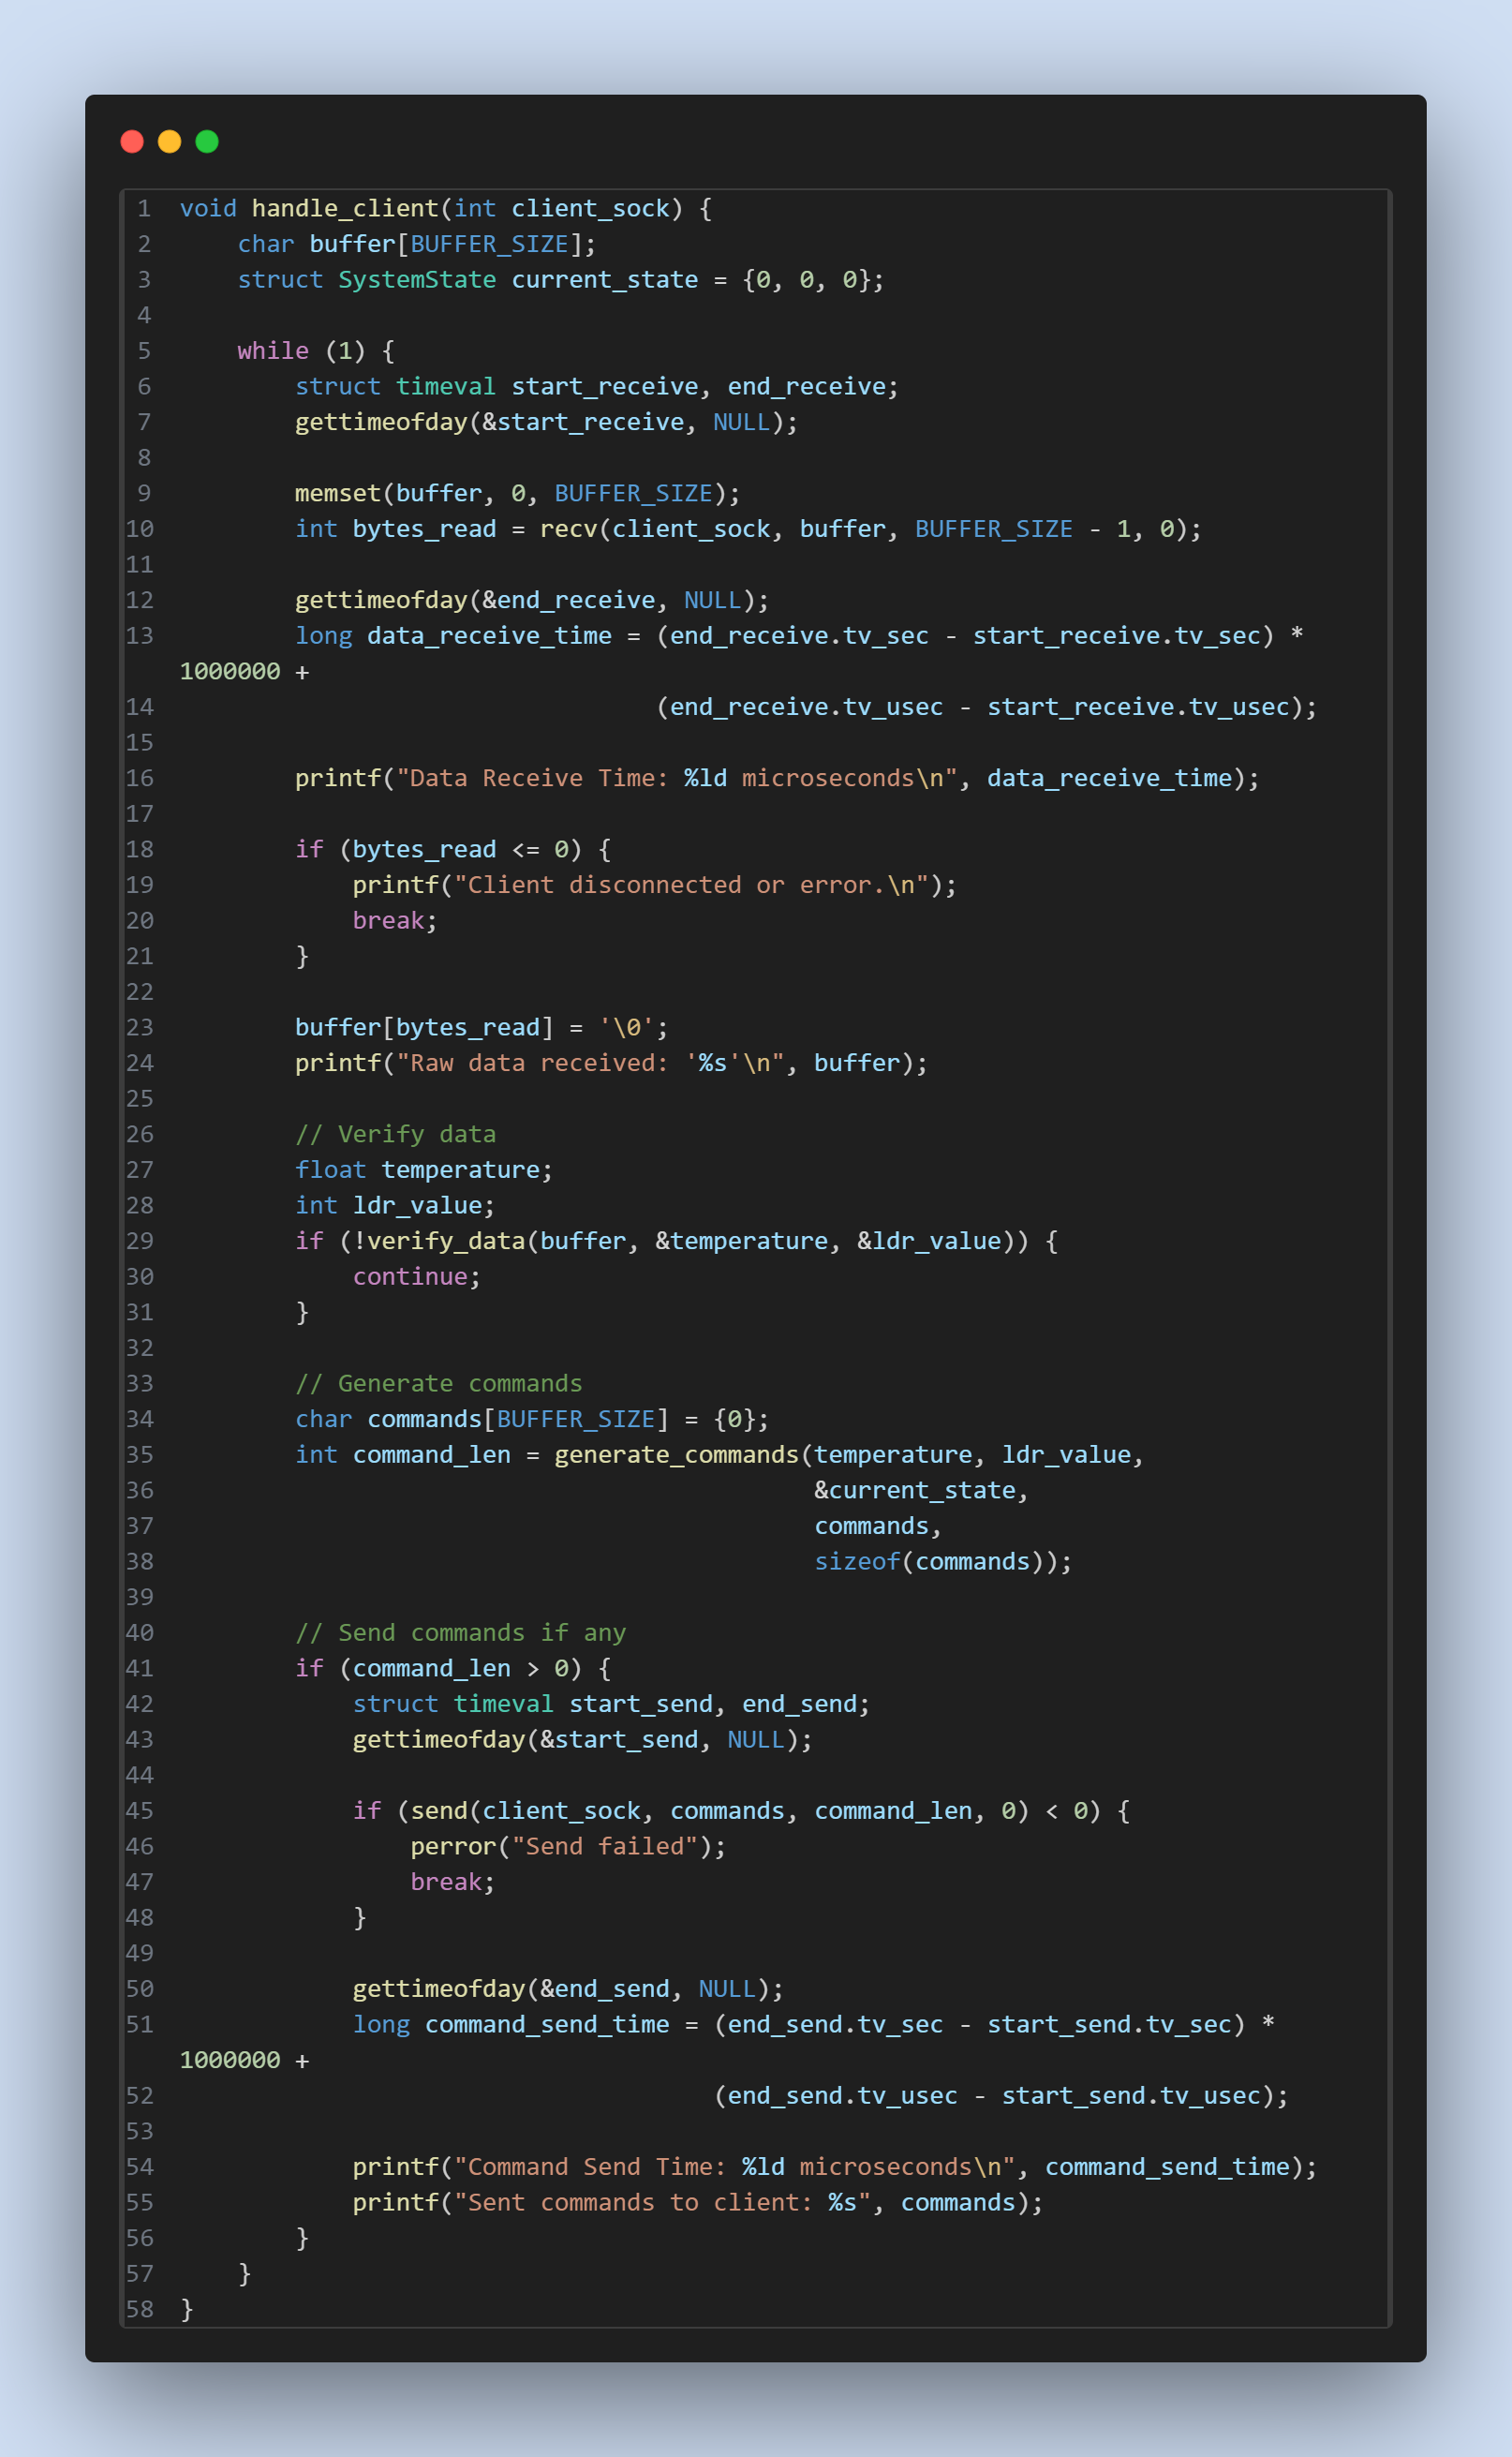 1 void handle_client(int client_sock) {
2     char buffer[BUFFER_SIZE];
3     struct SystemState current_state = {0, 0, 0};
4
5     while (1) {
6         struct timeval start_receive, end_receive;
7         gettimeofday(&start_receive, NULL);
8
9         memset(buffer, 0, BUFFER_SIZE);
10         int bytes_read = recv(client_sock, buffer, BUFFER_SIZE - 1, 0);
11
12         gettimeofday(&end_receive, NULL);
13         long data_receive_time = (end_receive.tv_sec - start_receive.tv_sec) *
1000000 +
14                                  (end_receive.tv_usec - start_receive.tv_usec);
15
16         printf("Data Receive Time: %ld microseconds\n", data_receive_time);
17
18         if (bytes_read <= 0) {
19             printf("Client disconnected or error.\n");
20             break;
21         }
22
23         buffer[bytes_read] = '\0';
24         printf("Raw data received: '%s'\n", buffer);
25
26         // Verify data
27         float temperature;
28         int ldr_value;
29         if (!verify_data(buffer, &temperature, &ldr_value)) {
30             continue;
31         }
32
33         // Generate commands
34         char commands[BUFFER_SIZE] = {0};
35         int command_len = generate_commands(temperature, ldr_value,
36                                             &current_state,
37                                             commands,
38                                             sizeof(commands));
39
40         // Send commands if any
41         if (command_len > 0) {
42             struct timeval start_send, end_send;
43             gettimeofday(&start_send, NULL);
44
45             if (send(client_sock, commands, command_len, 0) < 0) {
46                 perror("Send failed");
47                 break;
48             }
49
50             gettimeofday(&end_send, NULL);
51             long command_send_time = (end_send.tv_sec - start_send.tv_sec) *
1000000 +
52                                      (end_send.tv_usec - start_send.tv_usec);
53
54             printf("Command Send Time: %ld microseconds\n", command_send_time);
55             printf("Sent commands to client: %s", commands);
56         }
57     }
58 }